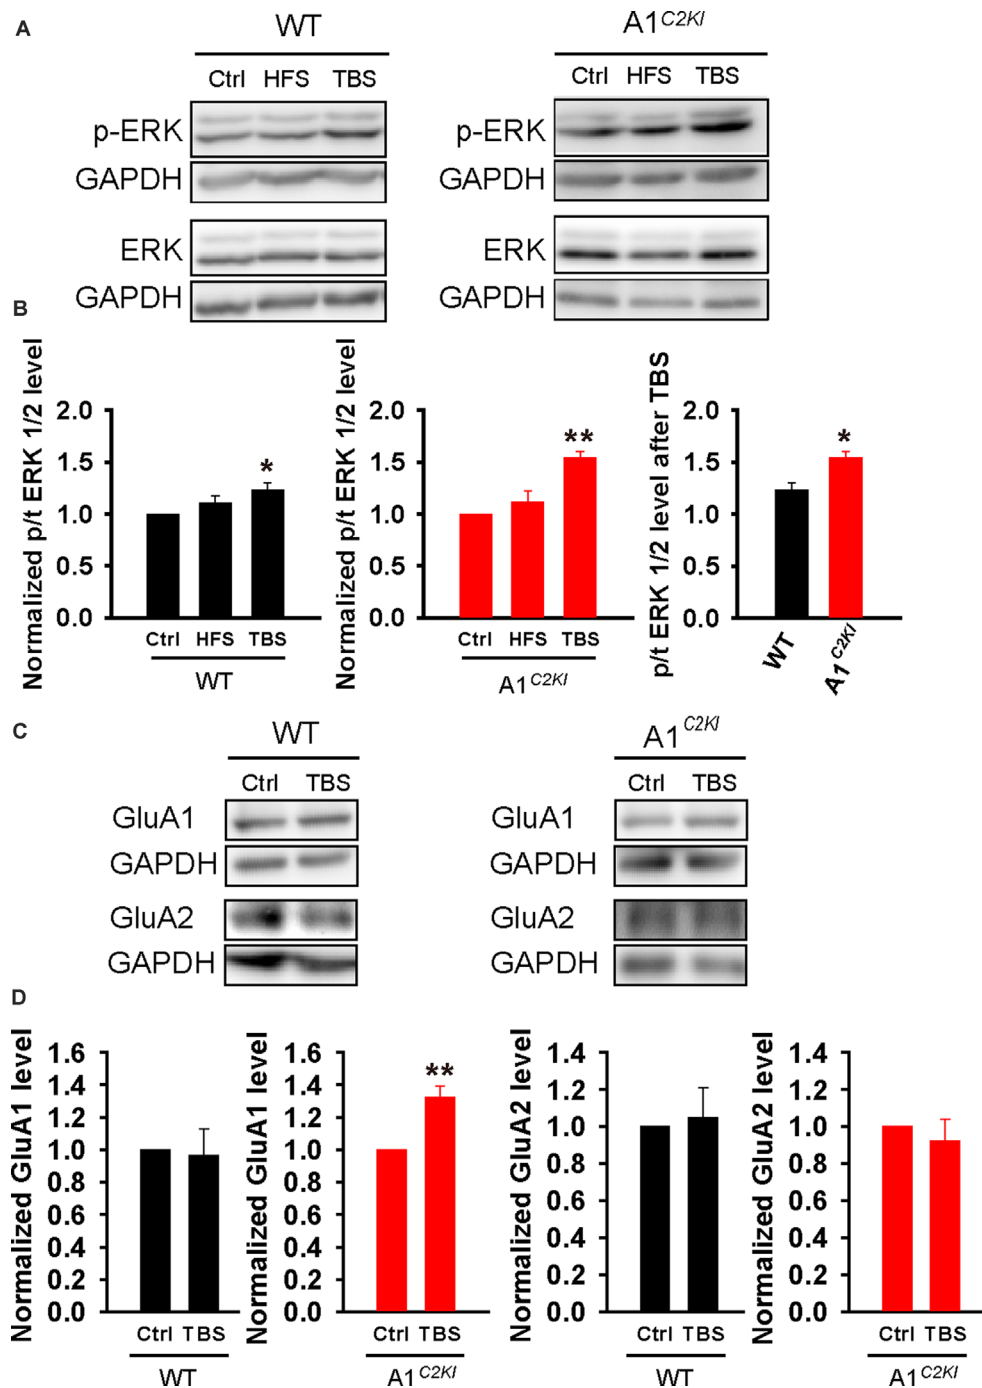 A
WT
A1C2KI
Ctrl HFS TBS
Ctrl HFS TBS
p-ERK
p-ERK
GAPDH
GAPDH
ERK
ERK
GAPDH
GAPDH
B
Normalized p/t ERK 1/2 level
2.0
1.5
1.0
0.5
0.0
*
Ctrl HFS TBS
WT
Normalized p/t ERK 1/2 level
2.0
1.5
1.0
0.5
0.0
**
Ctrl HFS TBS
A1C2KI
p/t ERK 1/2 level after TBS
2.0
1.5
1.0
0.5
0.0
*
WT
A1C2KI
C
WT
A1C2KI
Ctrl TBS
Ctrl TBS
GluA1
GluA1
GAPDH
GAPDH
GluA2
GluA2
GAPDH
GAPDH
D
Normalized GluA1 level
1.6
1.4
1.2
1.0
0.8
0.6
0.4
0.2
0.0
Ctrl TBS
WT
Normalized GluA1 level
1.6
1.4
1.2
1.0
0.8
0.6
0.4
0.2
0.0
**
Ctrl TBS
A1C2KI
Normalized GluA2 level
1.4
1.2
1.0
0.8
0.6
0.4
0.2
0.0
Ctrl TBS
WT
Normalized GluA2 level
1.4
1.2
1.0
0.8
0.6
0.4
0.2
0.0
Ctrl TBS
A1C2KI